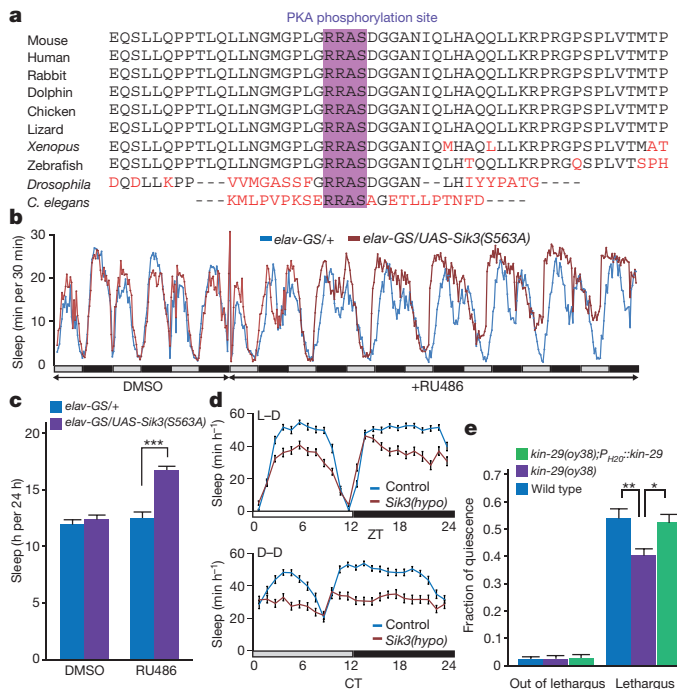 a
PKA phosphorylation site
Mouse EQSLLQPPTLQLLNGMGPLGRRASDGGANIQLHAQQLLKRPRGPSPLVTMTP
Human EQSLLQPPTLQLLNGMGPLGRRASDGGANIQLHAQQLLKRPRGPSPLVTMTP
Rabbit EQSLLQPPTLQLLNGMGPLGRRASDGGANIQLHAQQLLKRPRGPSPLVTMTP
Dolphin EQSLLQPPTLQLLNGMGPLGRRASDGGANIQLHAQQLLKRPRGPSPLVTMTP
Chicken EQSLLQPPTLQLLNGMGPLGRRASDGGANIQLHAQQLLKRPRGPSPLVTMTP
Lizard EQSLLQPPTLQLLNGMGPLGRRASDGGANIQLHAQQLLKRPRGPSPLVTMTP
Xenopus EQSLLQPPTLQLLNGMGPLGRRASDGGANIQMHAQLLLKRPRGPSPLVTMAT
Zebrafish EQSLLQPPTLQLLNGMGPLGRRASDGGANIQLHTQQLLKRPRGQSPLVTSPH
Drosophila DQDLLKPP----VVMGASSFGRRASDGGAN--LHIYYPATG----
C. elegans ----KMLPVPKSERRASAGETLLPTNFD----
b
elav-GS/+
elav-GS/UAS-Sik3(S563A)
Sleep (min per 30 min)
30
20
10
0
DMSO
+RU486
c
elav-GS/+
elav-GS/UAS-Sik3(S563A)
Sleep (h per 24 h)
20
15
10
5
0
***
DMSO
RU486
d
L–D
Sleep (min h⁻¹)
60
40
20
0
Control
Sik3(hypo)
0
6
12
18
24
ZT
D–D
Sleep (min h⁻¹)
60
40
20
0
Control
Sik3(hypo)
0
6
12
18
24
CT
e
kin-29(oy38);P_H20::kin-29
kin-29(oy38)
Wild type
Fraction of quiescence
0.7
0.6
0.5
0.4
0.3
0.2
0.1
0
**
*
Out of lethargus
Lethargus